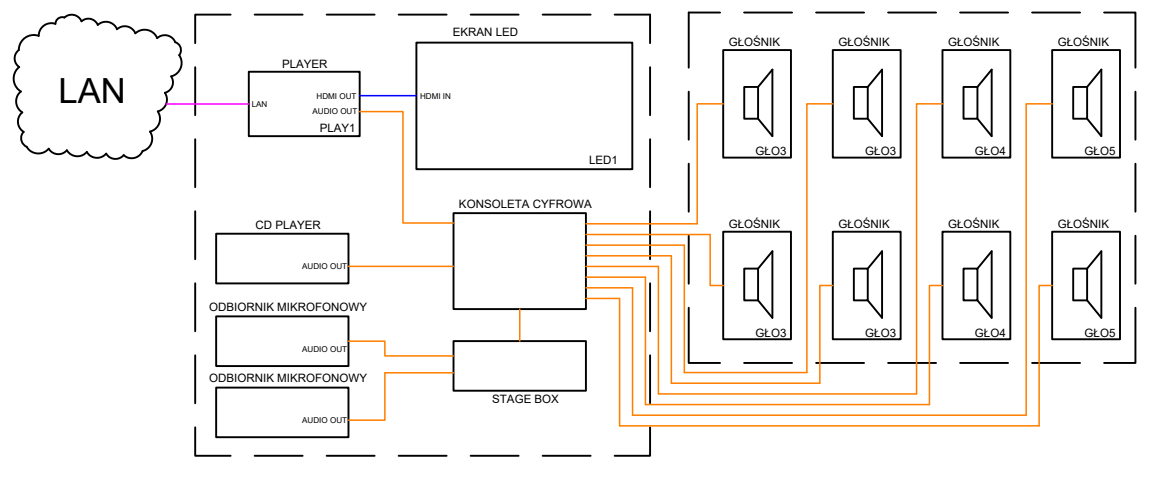 LAN
PLAYER
LAN
HDMI OUT
AUDIO OUT
PLAY1
EKRAN LED
HDMI IN
LED1
KONSOLETA CYFROWA
CD PLAYER
AUDIO OUT
ODBIORNIK MIKROFONOWY
AUDIO OUT
ODBIORNIK MIKROFONOWY
AUDIO OUT
STAGE BOX
GŁOŚNIK
GŁO3
GŁOŚNIK
GŁO3
GŁOŚNIK
GŁO4
GŁOŚNIK
GŁO5
GŁOŚNIK
GŁO3
GŁOŚNIK
GŁO3
GŁOŚNIK
GŁO4
GŁOŚNIK
GŁO5